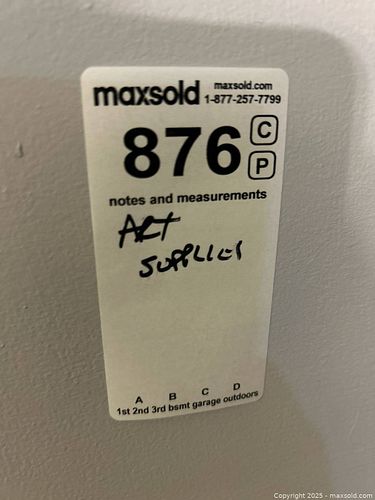 maxsold maxsold.com
1-877-257-7799
876 C
P
notes and measurements
ART
SUPPLIES
A B C D
1st 2nd 3rd bsmt garage outdoors
Copyright 2025 - maxsold.com